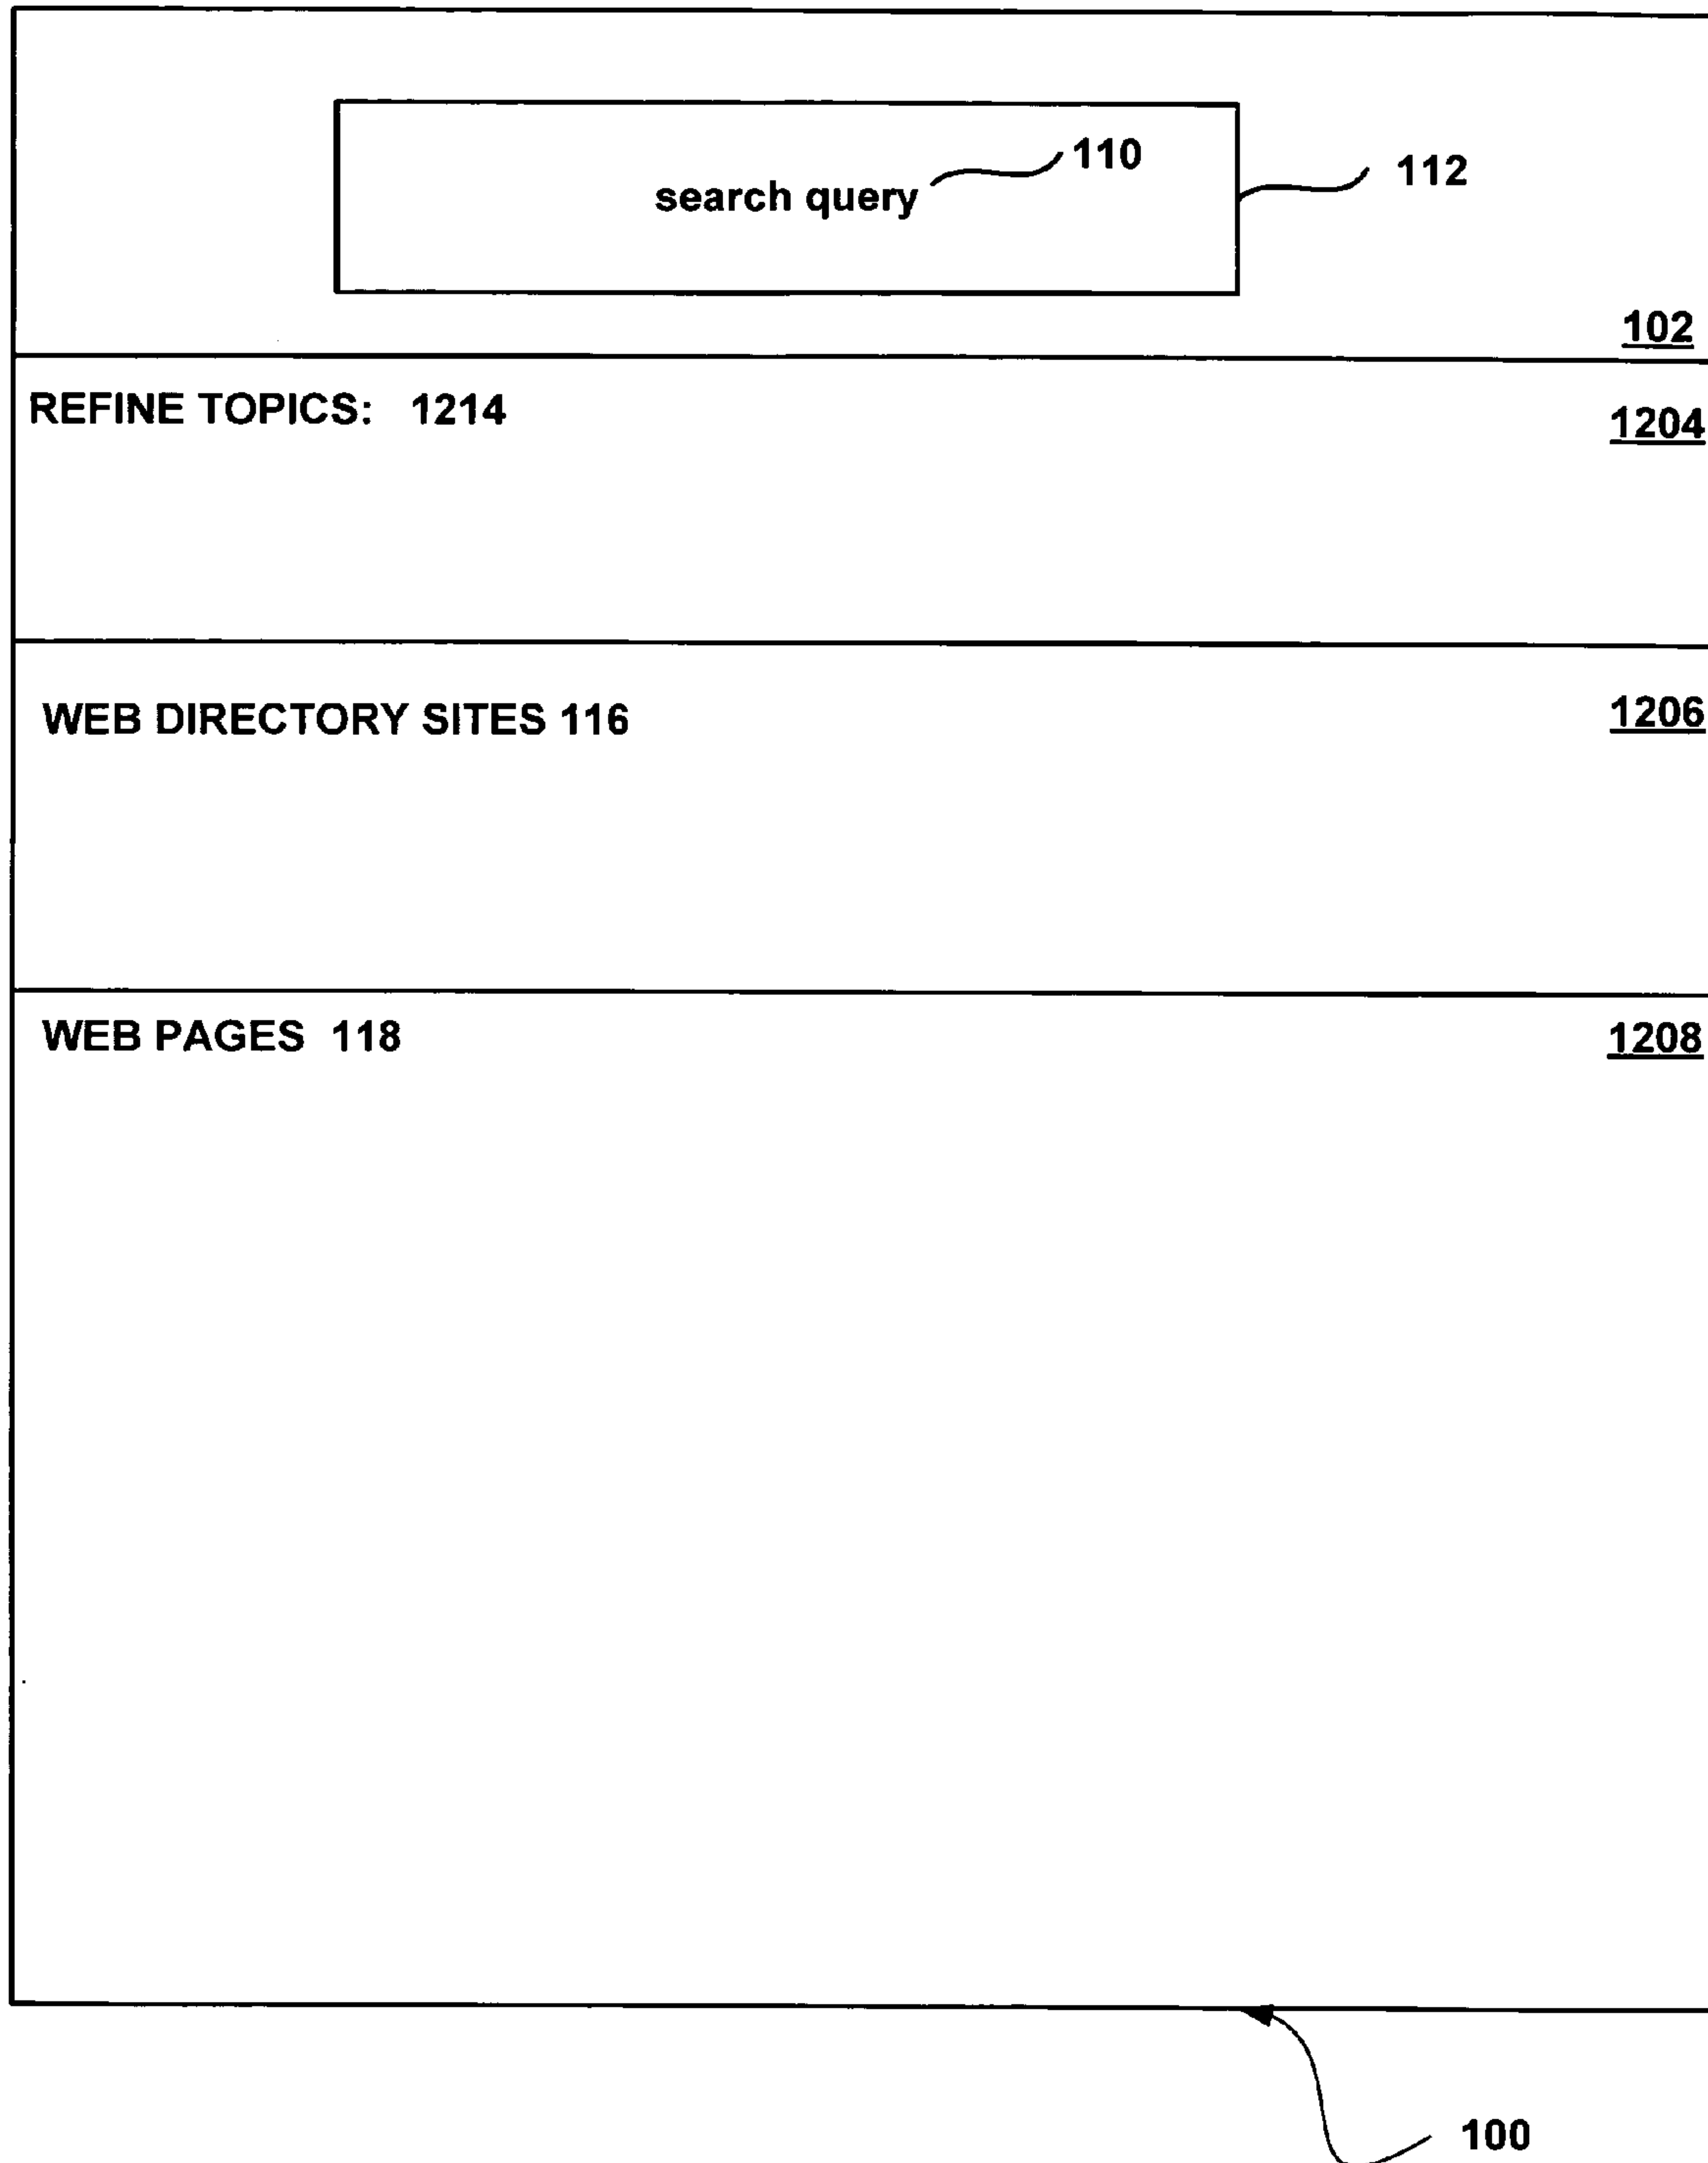 110
112
search query
102
REFINE TOPICS: 1214
1204
WEB DIRECTORY SITES 116
1206
WEB PAGES 118
1208
100